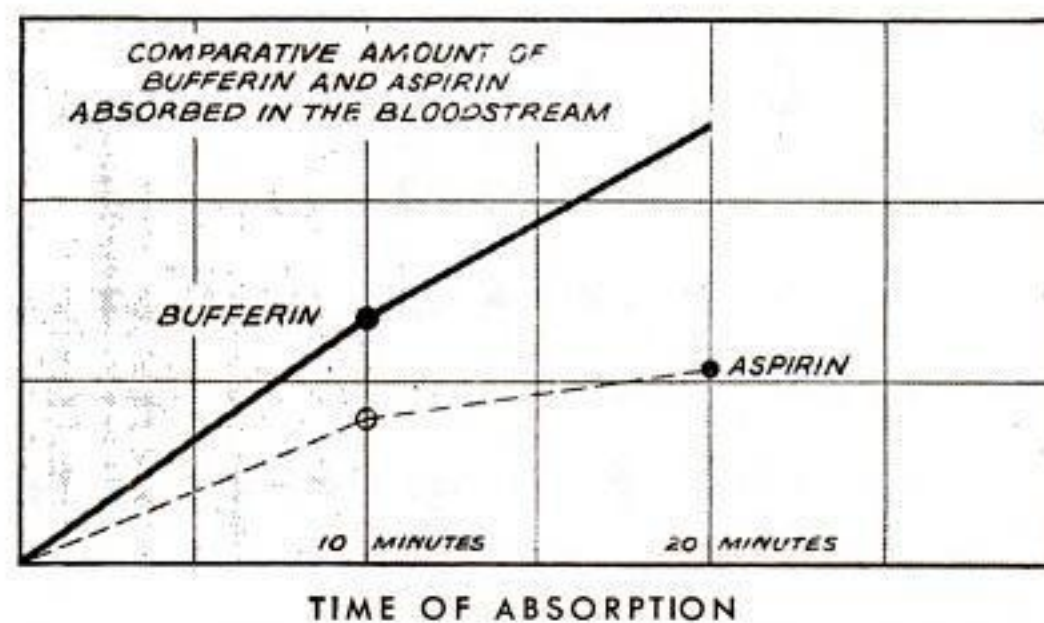 COMPARATIVE AMOUNT OF
BUFFERIN AND ASPIRIN
ABSORBED IN THE BLOODSTREAM
BUFFERIN
ASPIRIN
10 MINUTES
20 MINUTES
TIME OF ABSORPTION